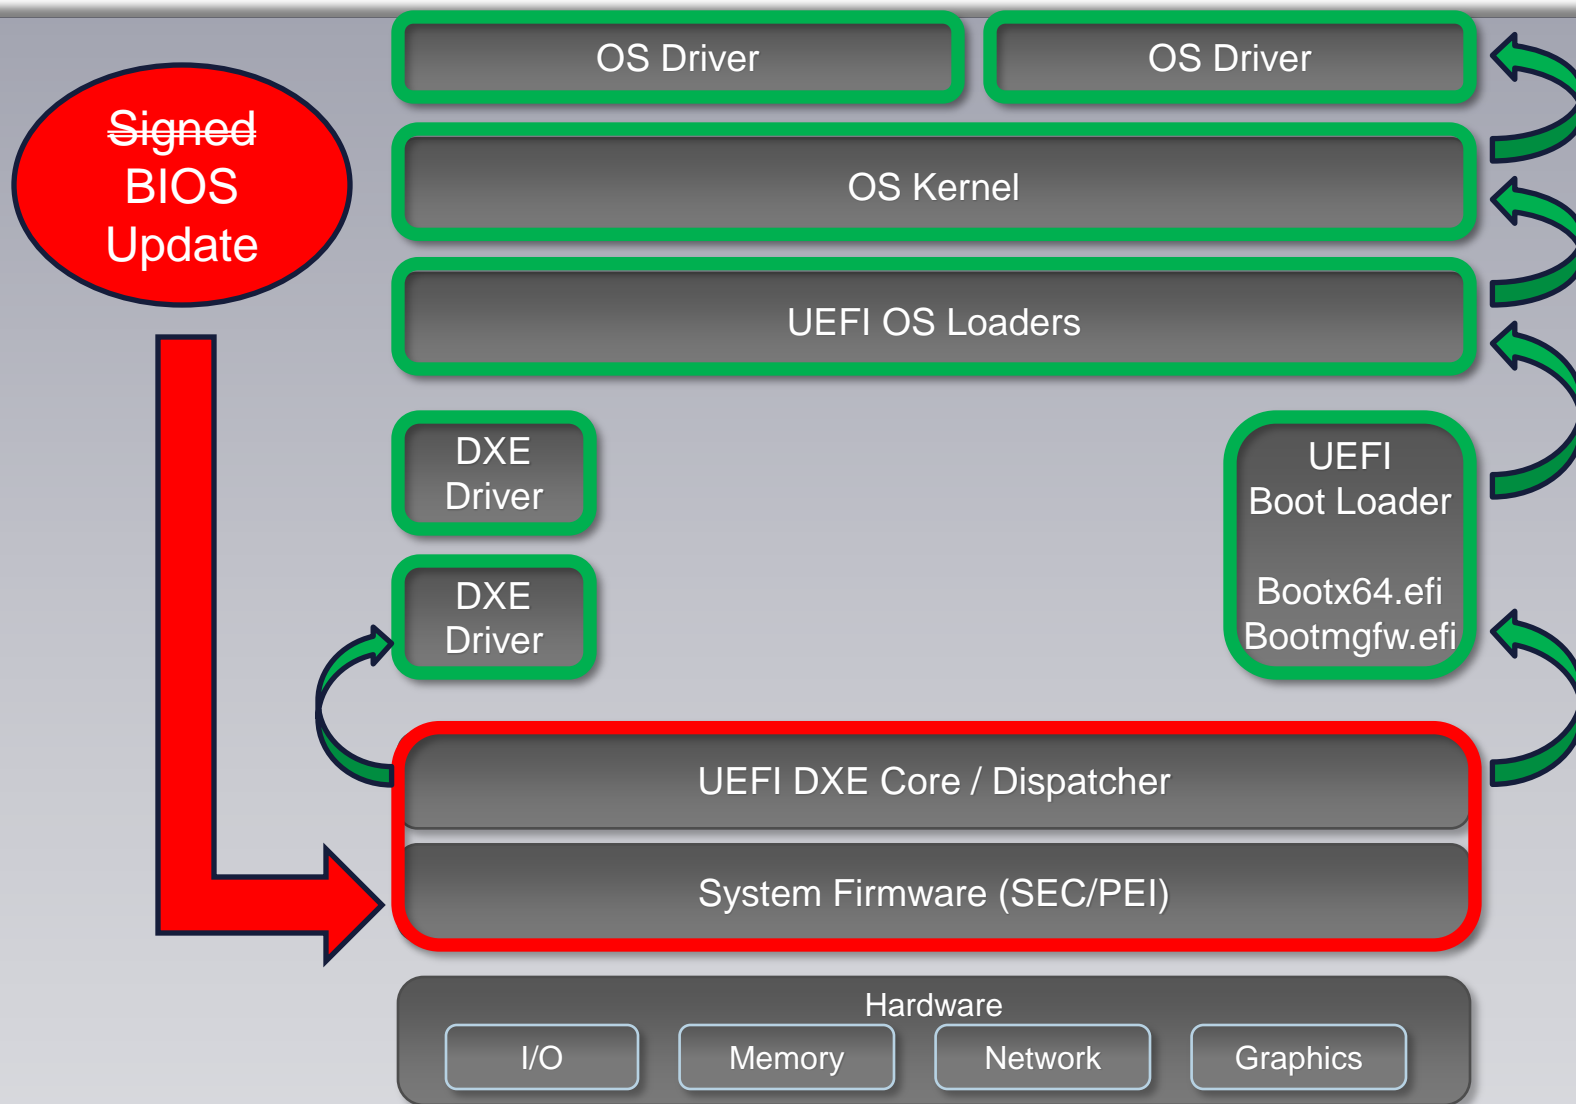 OS Driver
OS Driver
Signed
BIOS
Update
OS Kernel
UEFI OS Loaders
DXE
Driver
UEFI
Boot Loader
Bootx64.efi
Bootmgfw.efi
DXE
Driver
UEFI DXE Core / Dispatcher
System Firmware (SEC/PEI)
Hardware
I/O
Memory
Network
Graphics